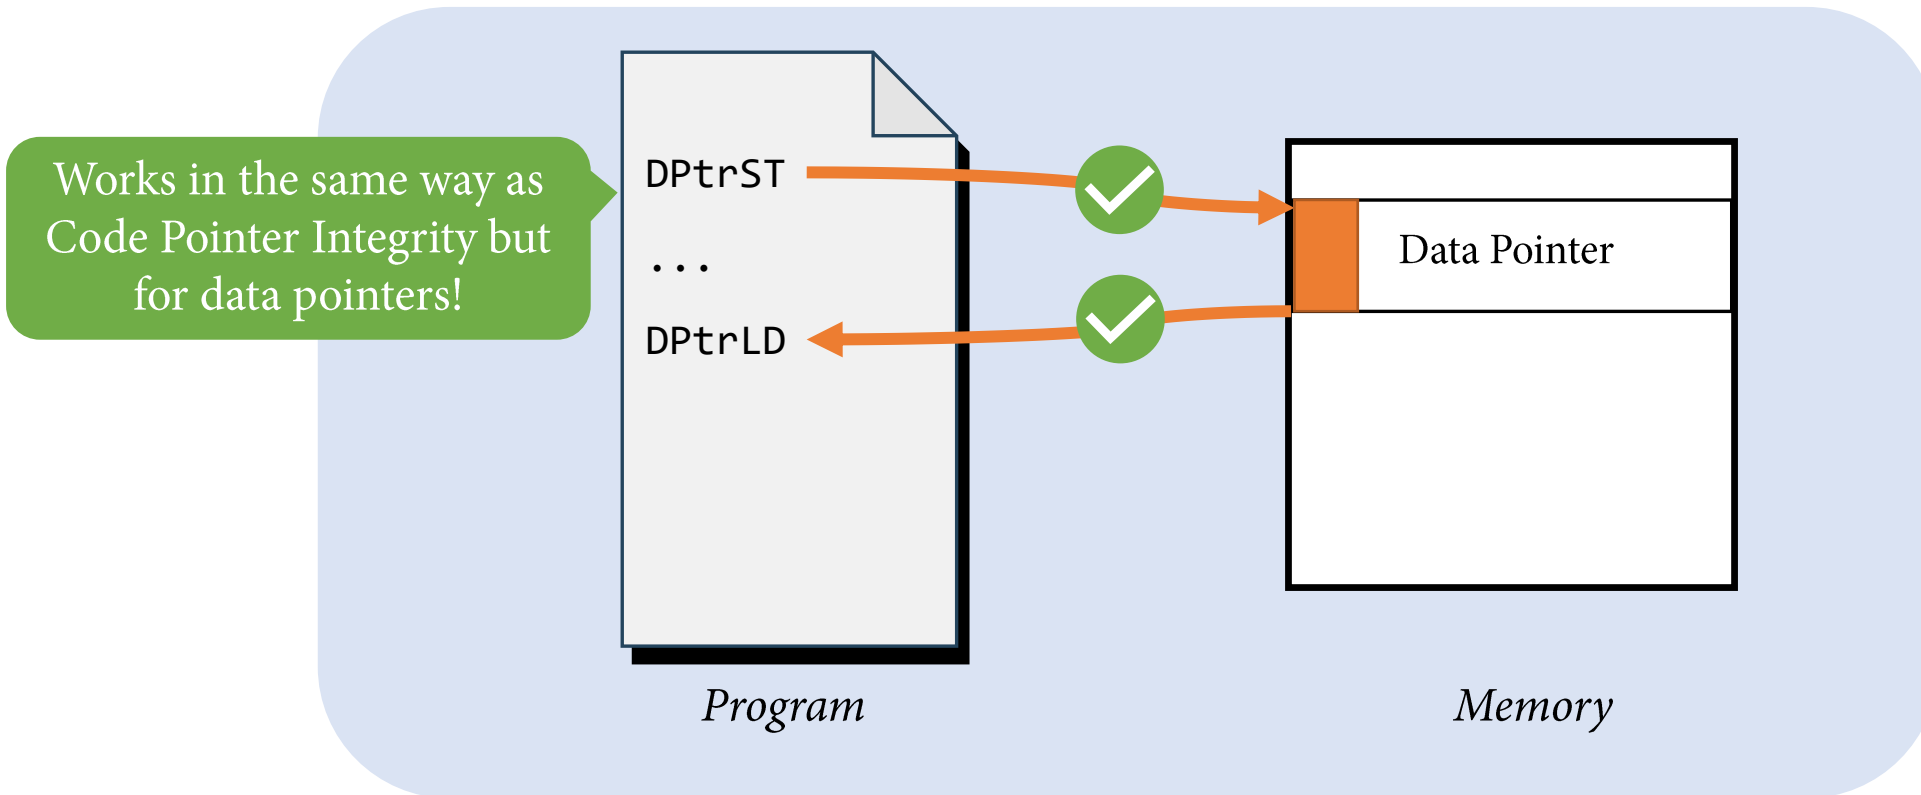 Works in the same way as
Code Pointer Integrity but
for data pointers!
DPtrST
...
DPtrLD
Data Pointer
Program
Memory